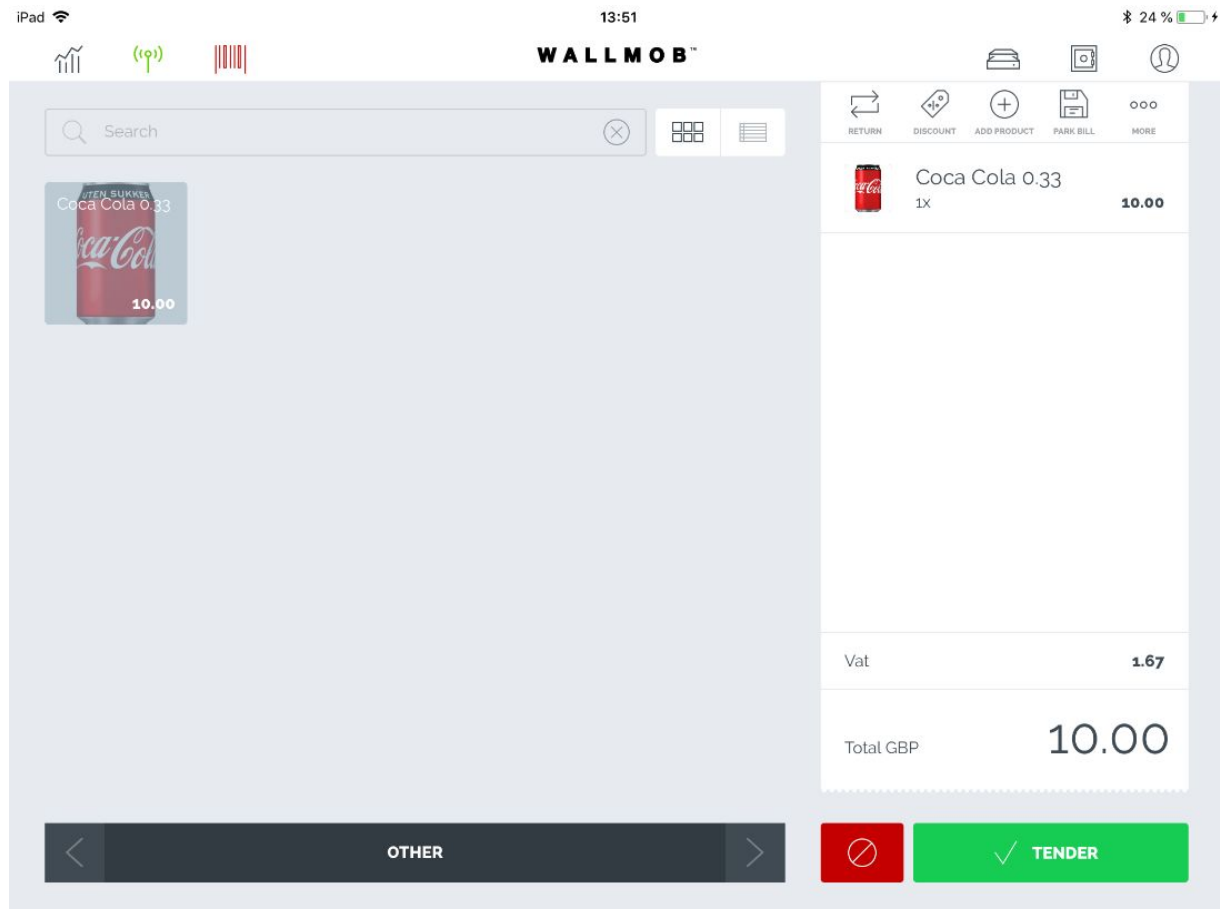 iPad 13:51 24 %
WALLMOB™
Search
RETURN DISCOUNT ADD PRODUCT PARK BILL MORE
UTEN SUKKER
Coca Cola 0.33
Coca-Cola
10.00
Coca Cola 0.33
1X 10.00
Vat 1.67
Total GBP 10.00
OTHER
TENDER